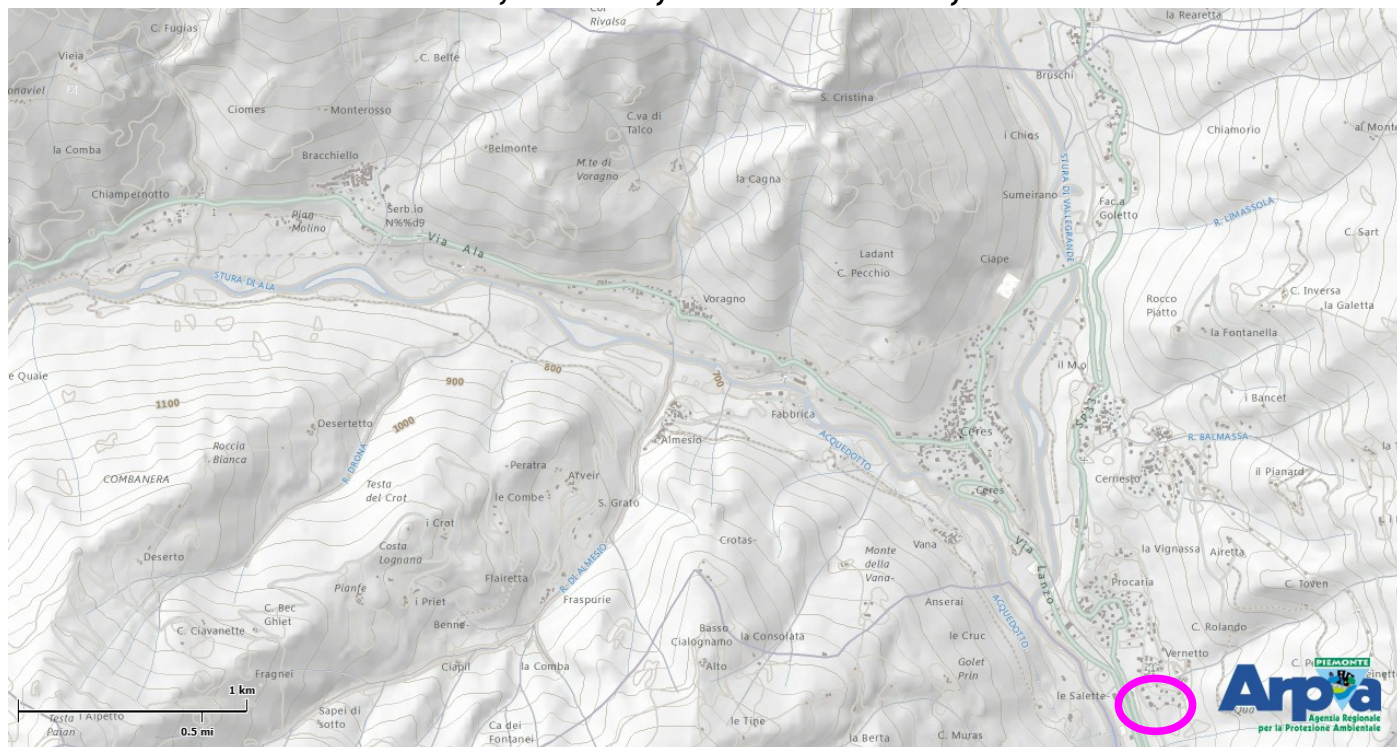 C. Fugias
Rivalsa
la Rearetta
Vieia
C. Belfè
Bruschi
S. Cristina
Ciomes
Monterosso
C.va di
Talco
i Chios
Chiamorio
la Comba
Bracchiello
Belmonte
M.te di
Voragno
la Cagna
STURA DI VALLEGRANDE
Chiampernotto
Sumeirano
Fac.a
Goletto
R. LIMASSOLA
Pian
Molino
Serb.io
N%%d9
Via Ala
C. Sart
Ladant
C. Pecchio
Ciape
STURA DI ALA
Voragno
Rocco
Piatto
C. Inversa
la Galetta
la Fontanella
e Quaie
800
900
700
il Mo
i Bancet
1100
1000
Desertetto
Fabbrica
SP33
Roccia
Bianca
R. DRONA
Almesio
ACQUEDOTTO
Ceres
R. BALMASSA
COMBANERA
Peratra
Arveir
Testa
del Crot
le Combe
S. Grato
Ceres
Cernesio
il Pianard
i Crot
Crotas-
Vana
Via Lanzo
Deserto
Costa
Lognana
Monte
della
Vana-
la Vignassa
Airetta
Pianfè
Flairetta
R. DI ALMESIO
ACQUEDOTTO
Procaria
C. Toven
C. Bec
Ghiet
i Priet
Fraspurie
Anserai
C. Ciavanette
Benne-
Basso
Cialognamo
la Consolata
le Cruc
C. Rolando
Vernetto
Fragnei
Ciapil
la Comba
Alto
Golet
Prin
1 km
le Salette-
PIEMONTE
Arpa
Agenzia Regionale
per la Protezione Ambientale
0.5 mi
Testa
Paian
l Alpetto
Sapei di
sotto
Ca dei
Fontanei
le Tine
la Berta
C. Muras